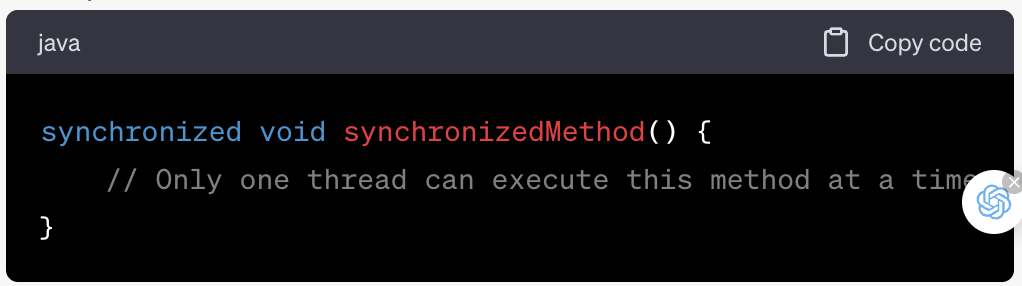 java
Copy code
synchronized void synchronizedMethod() {
// Only one thread can execute this method at a time
}